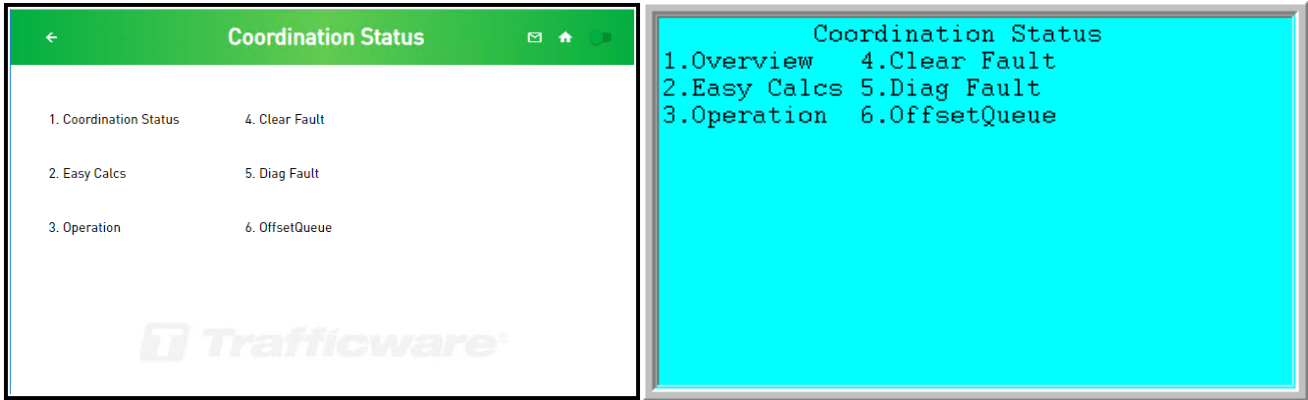 Coordination Status
1. Coordination Status 4. Clear Fault
2. Easy Calcs 5. Diag Fault
3. Operation 6. OffsetQueue
T Trafficware®
Coordination Status
1.Overview 4.Clear Fault
2.Easy Calcs 5.Diag Fault
3.Operation 6.OffsetQueue